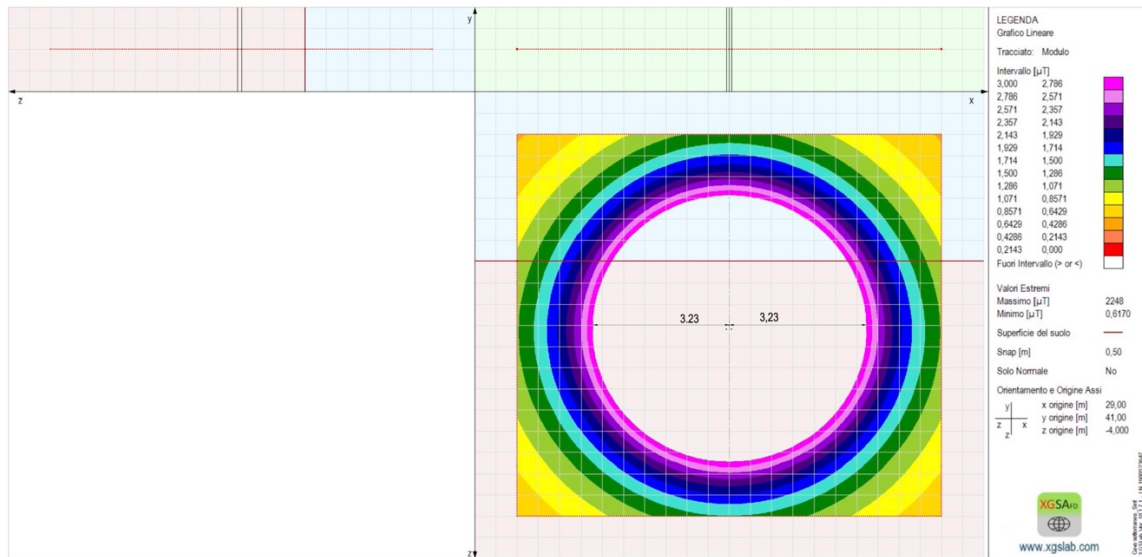 y
z
x
3.23
3,23
z
LEGENDA
Grafico Lineare
Tracciato: Modulo
Intervallo [µT]
3,000 2,786
2,786 2,571
2,571 2,357
2,357 2,143
2,143 1,929
1,929 1,714
1,714 1,500
1,500 1,286
1,286 1,071
1,071 0,8571
0,8571 0,6429
0,6429 0,4286
0,4286 0,2143
0,2143 0,000
Fuori Intervallo (> or <)
Valori Estremi
Massimo [µT] 2248
Minimo [µT] 0,6170
Superficie del suolo
Snap [m] 0,50
Solo Normale No
Orientamento e Origine Assi
y x origine [m] 29,00
z x y origine [m] 41,00
z z origine [m] -4,000
XGSAFD
www.xgslab.com